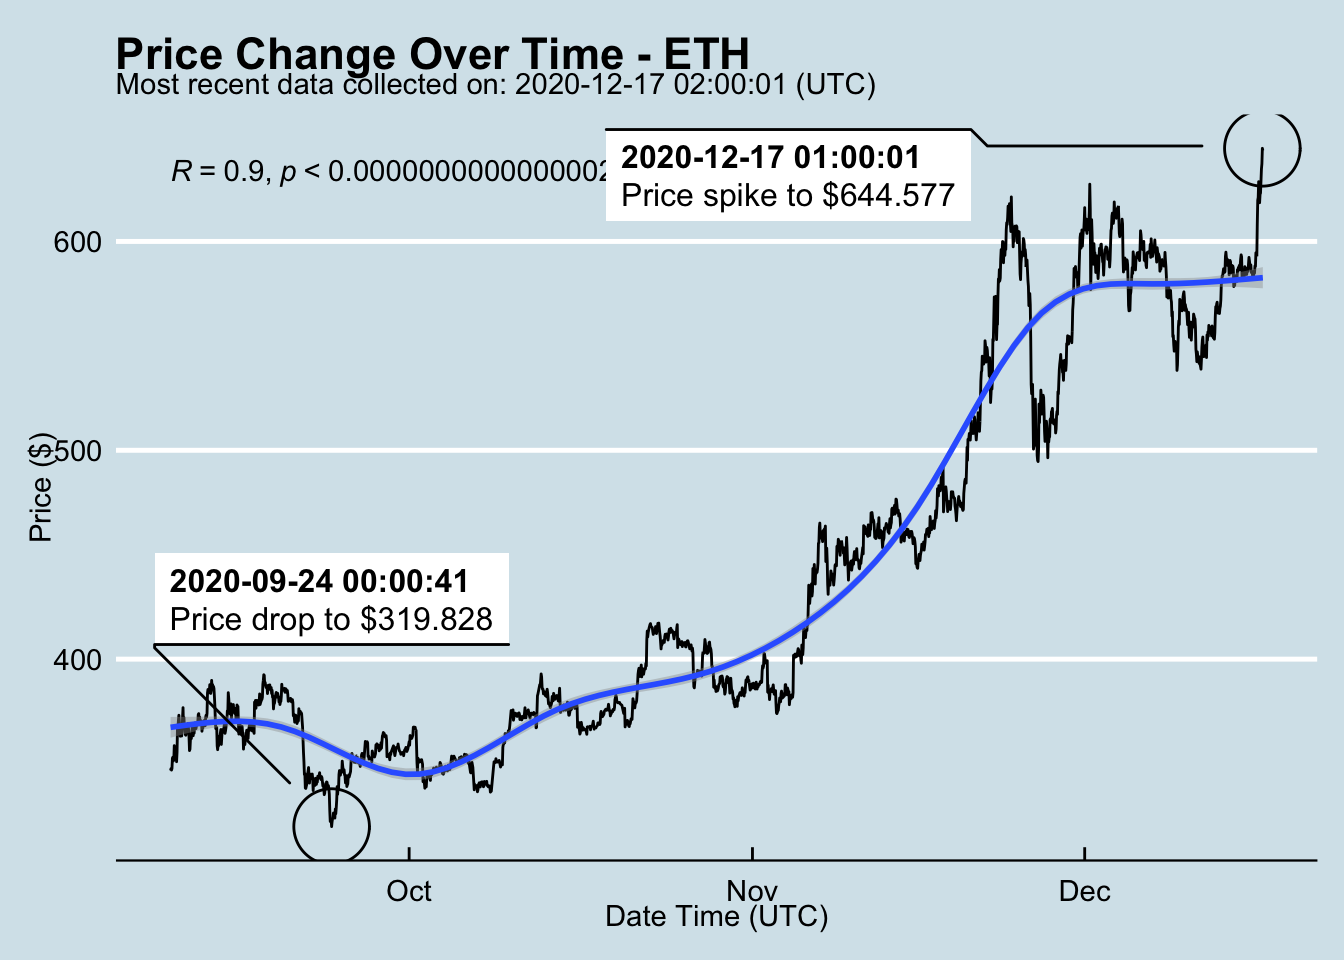 Price Change Over Time - ETH
Most recent data collected on: 2020-12-17 02:00:01 (UTC)
R = 0.9, p < 0.000000000000000
2020-12-17 01:00:01
Price spike to $644.577
600
500
400
Price ($)
2020-09-24 00:00:41
Price drop to $319.828
Oct
Nov
Dec
Date Time (UTC)